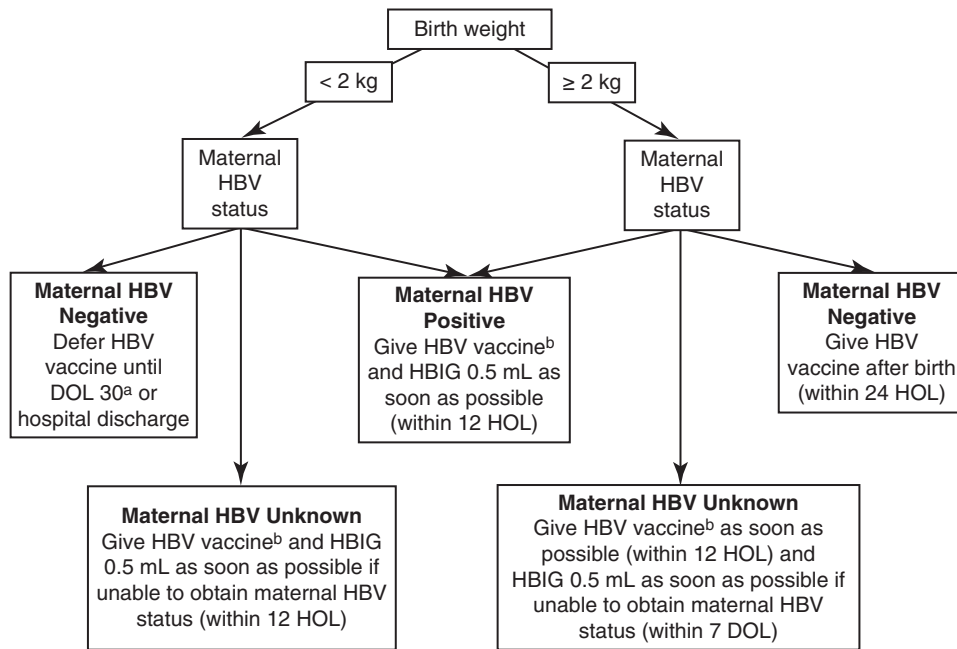 Birth weight
< 2 kg
≥ 2 kg
Maternal
HBV
status
Maternal
HBV
status
Maternal HBV
Negative
Defer HBV
vaccine until
DOL 30ᵃ or
hospital discharge
Maternal HBV
Positive
Give HBV vaccineᵇ
and HBIG 0.5 mL as
soon as possible
(within 12 HOL)
Maternal HBV
Negative
Give HBV
vaccine after birth
(within 24 HOL)
Maternal HBV Unknown
Give HBV vaccineᵇ and HBIG
0.5 mL as soon as possible if
unable to obtain maternal HBV
status (within 12 HOL)
Maternal HBV Unknown
Give HBV vaccineᵇ as soon as
possible (within 12 HOL) and
HBIG 0.5 mL as soon as possible if
unable to obtain maternal HBV
status (within 7 DOL)